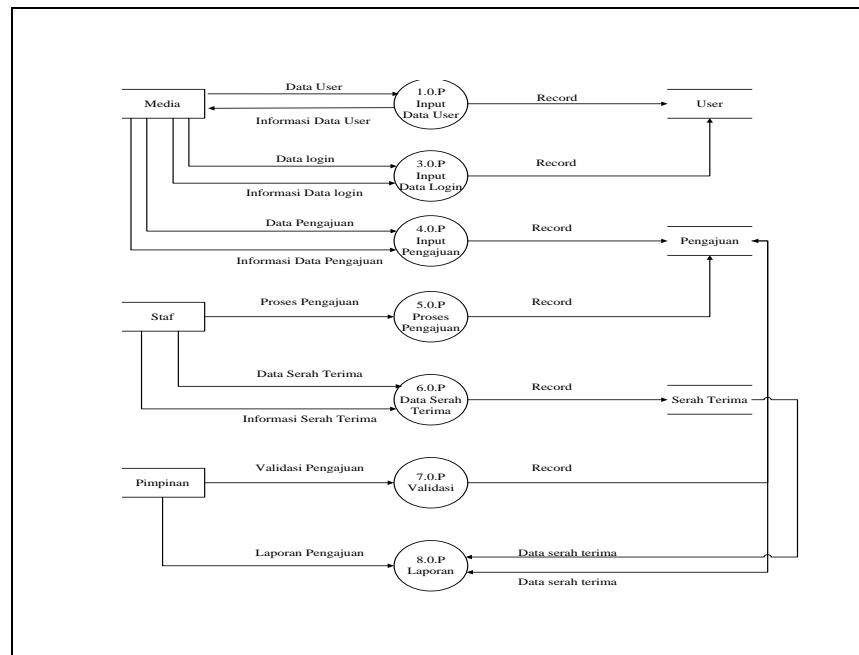 Data User
1.0.P
Input
Data User
Media
Record
User
Informasi Data User
Data login
3.0.P
Input
Data Login
Record
Informasi Data login
Data Pengajuan
4.0.P
Input
Pengajuan
Record
Pengajuan
Informasi Data Pengajuan
Staf
Proses Pengajuan
5.0.P
Proses
Pengajuan
Record
Data Serah Terima
6.0.P
Data Serah
Terima
Record
Serah Terima
Informasi Serah Terima
Pimpinan
Validasi Pengajuan
7.0.P
Validasi
Record
Laporan Pengajuan
8.0.P
Laporan
Data serah terima
Data serah terima